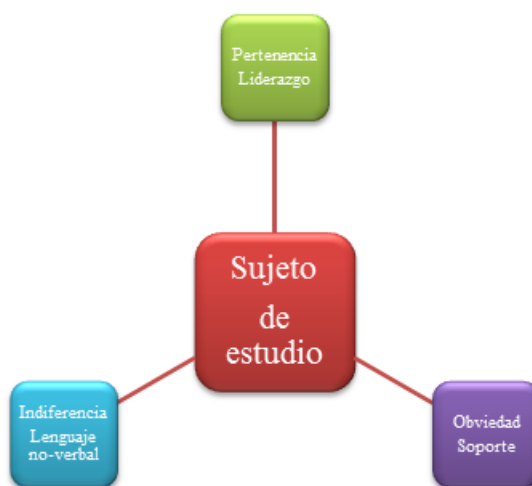 Pertenencia
Liderazgo
Sujeto
de
estudio
Indiferencia
Lenguaje
no-verbal
Obviedad
Soporte